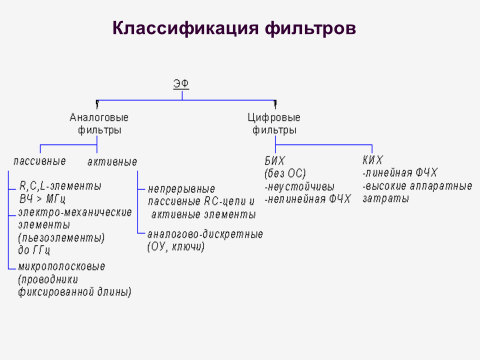 Классификация фильтров
ЭФ
Аналоговые
фильтры
Цифровые
фильтры
пассивные
активные
R,C,L-элементы
ВЧ > МГц
электро-механические
элементы
(пьезоэлементы)
до ГГц
микрополосковые
(проводники
фиксированной длины)
непрерывные
пассивные RC-цепи и
активные элементы
аналогово-дискретные
(ОУ, ключи)
БИХ
(без ОС)
-неустойчивы
-нелинейная ФЧХ
КИХ
-линейная ФЧХ
-высокие аппаратные
затраты